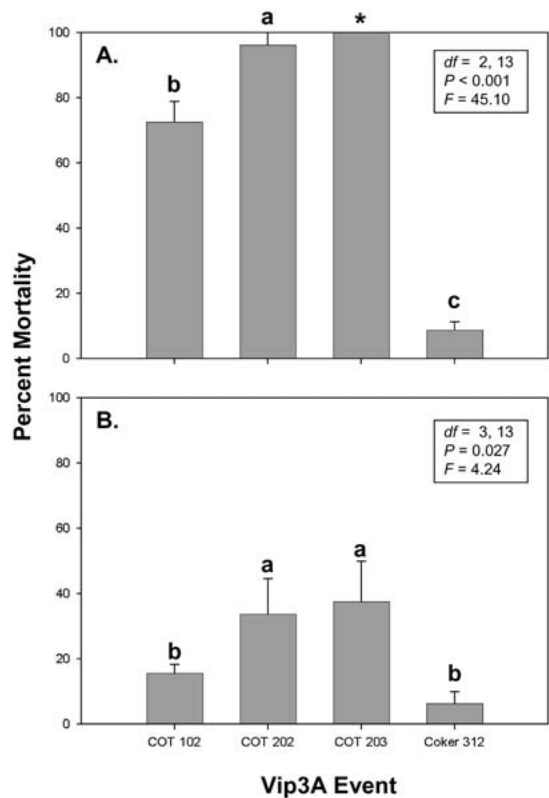 A.
b
a
*
c
df = 2, 13
P < 0.001
F = 45.10
100
80
60
40
20
0
Percent Mortality
B.
b
a
a
b
df = 3, 13
P = 0.027
F = 4.24
100
80
60
40
20
0
COT 102 COT 202 COT 203 Coker 312
Vip3A Event